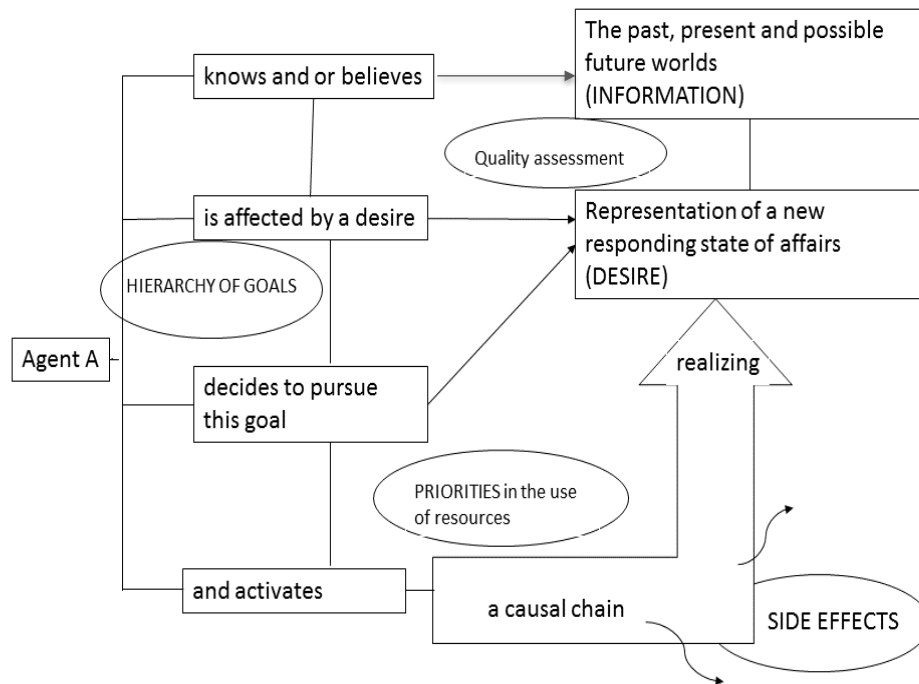 The past, present and possible
future worlds
(INFORMATION)
knows and or believes
Quality assessment
is affected by a desire
Representation of a new
responding state of affairs
(DESIRE)
HIERARCHY OF GOALS
Agent A
realizing
decides to pursue
this goal
PRIORITIES in the use
of resources
and activates
a causal chain
SIDE EFFECTS